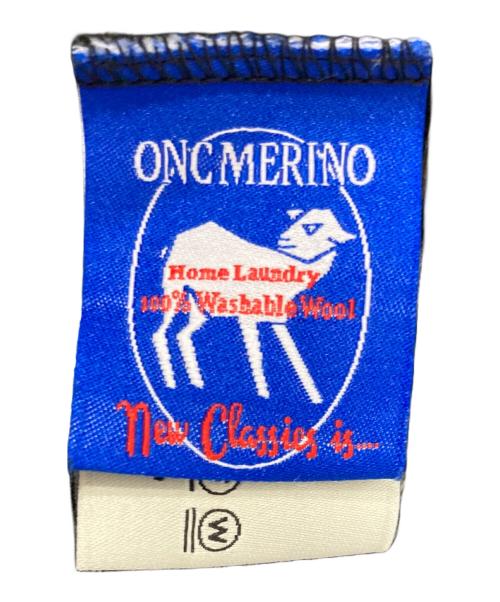 ONCMERINO
Home Laundry
100% Washable Wool
New Classics is....
W